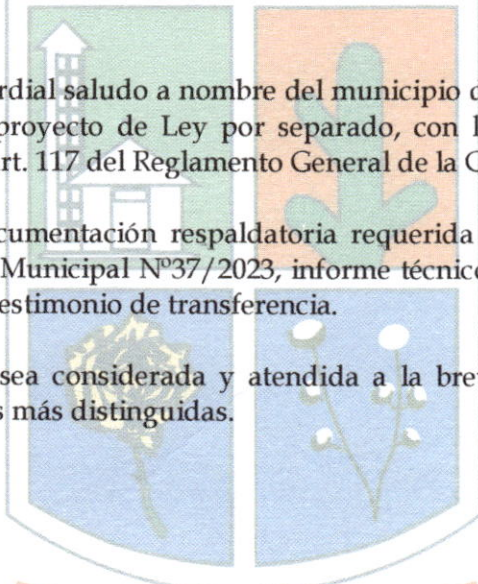 rdial saludo a nombre del municipio
proyecto de Ley por separado, con
rt. 117 del Reglamento General de la
cumentación respaldatoria requerida
Municipal Nº37/2023, informe técnico
estimonio de transferencia.
sea considerada y atendida a la brev
s más distinguidas.